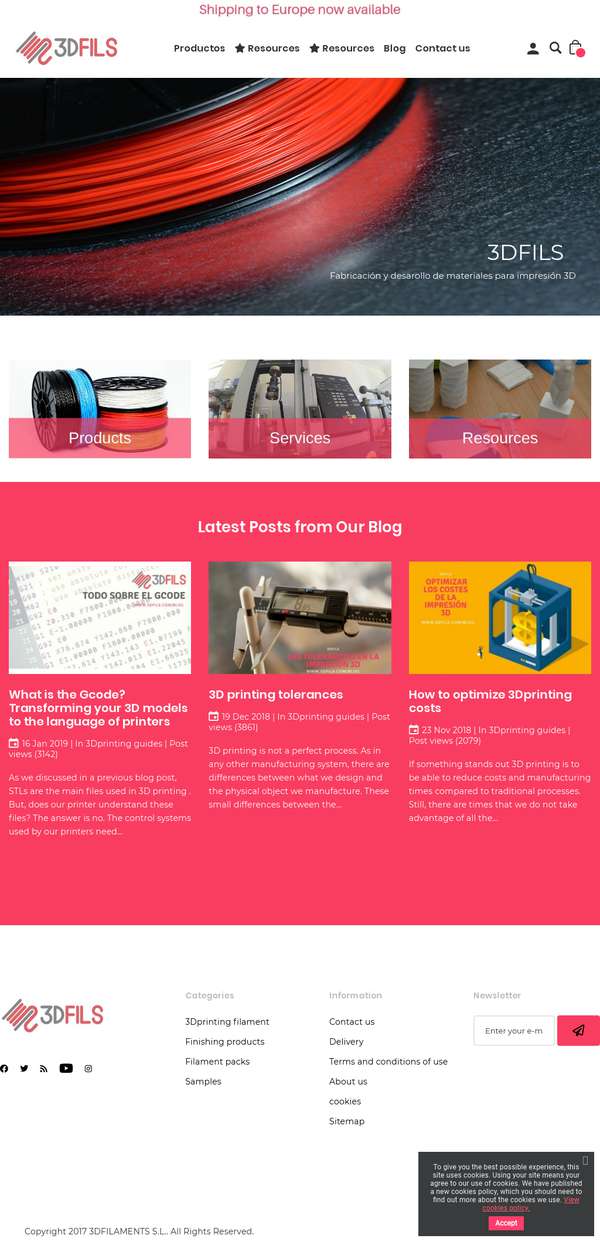 Shipping to Europe now available
3DFILS
Productos Resources Resources Blog Contact us
3DFILS
Fabricación y desarollo de materiales para impresión 3D
Products Services Resources
Latest Posts from Our Blog
3DFILS
TODO SOBRE EL GCODE
OPTIMIZAR
LOS COSTES
DE LA
IMPRESIÓN
3D
What is the Gcode?
Transforming your 3D models
to the language of printers
16 Jan 2019 | In 3Dprinting guides | Post
views (3142)
As we discussed in a previous blog post,
STLs are the main files used in 3D printing .
But, does our printer understand these
files? The answer is no. The control systems
used by our printers need...
3D printing tolerances
19 Dec 2018 | In 3Dprinting guides | Post
views (3861)
3D printing is not a perfect process. As in
any other manufacturing system, there are
differences between what we design and
the physical object we manufacture. These
small differences between the...
How to optimize 3Dprinting
costs
23 Nov 2018 | In 3Dprinting guides |
Post views (2079)
If something stands out 3D printing is to
be able to reduce costs and manufacturing
times compared to traditional processes.
Still, there are times that we do not take
advantage of all the...
3DFILS
Categories
3Dprinting filament
Finishing products
Filament packs
Samples
Information
Contact us
Delivery
Terms and conditions of use
About us
cookies
Sitemap
Newsletter
Enter your e-m
To give you the best possible experience, this
site uses cookies. Using your site means your
agree to our use of cookies. We have published
a new cookies policy, which you should need to
find out more about the cookies we use. View
cookies policy.
Accept
Copyright 2017 3DFILAMENTS S.L.. All Rights Reserved.